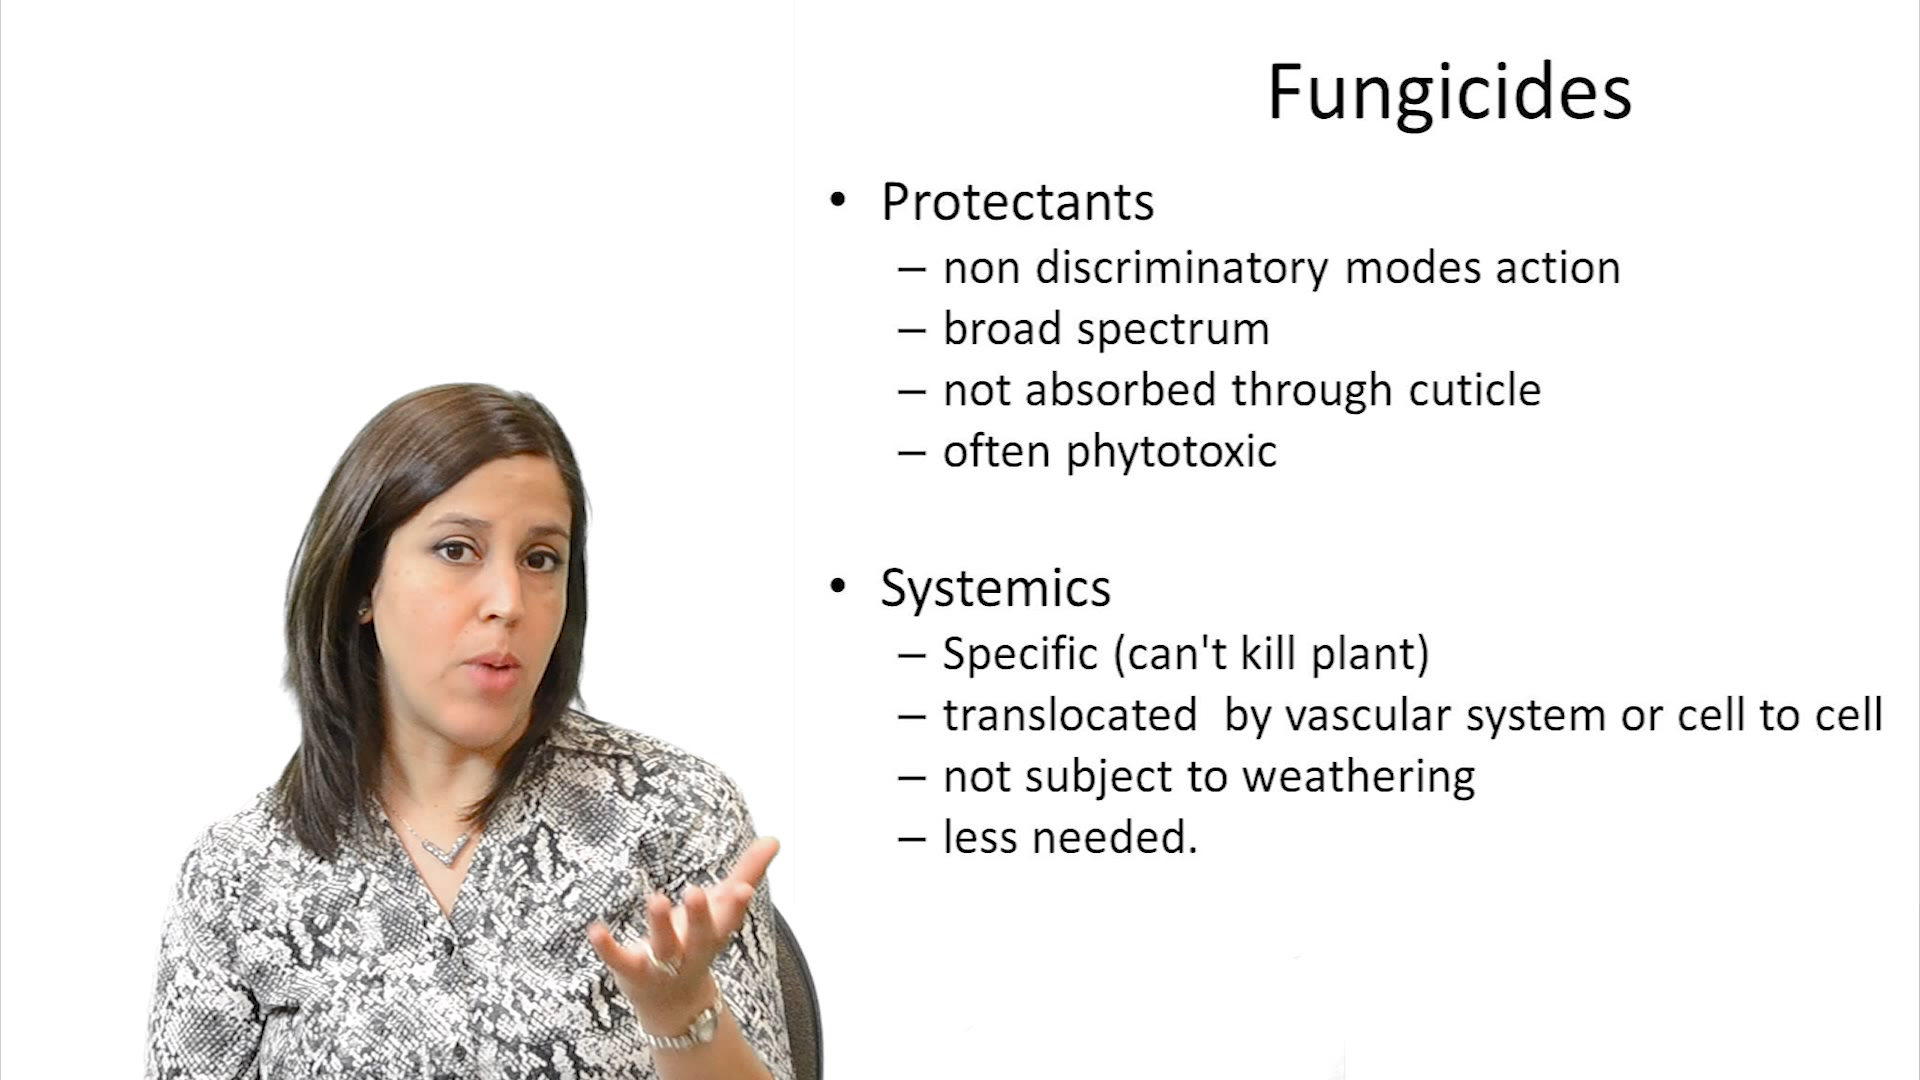 Fungicides
• Protectants
– non discriminatory modes action
– broad spectrum
– not absorbed through cuticle
– often phytotoxic
• Systemics
– Specific (can't kill plant)
– translocated  by vascular system or cell to cell
– not subject to weathering
– less needed.